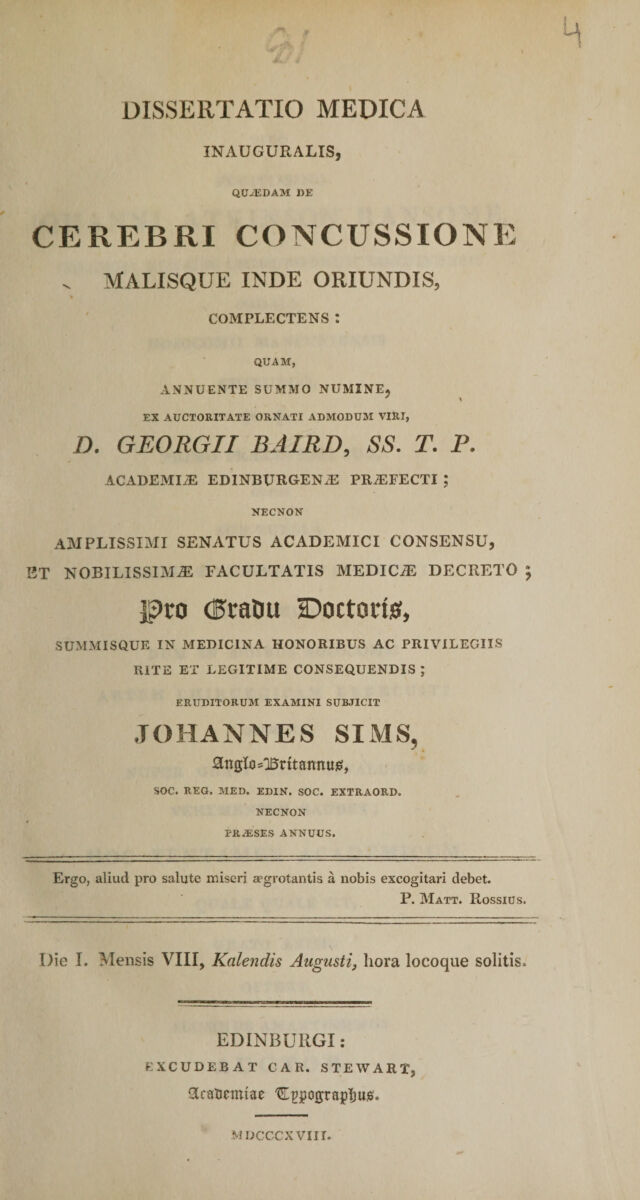 4
DISSERTATIO MEDICA
INAUGURALIS,
QUÆDAM DE
CEREBRI CONCUSSIONE
MALISQUE INDE ORIUNDIS,
COMPLECTENS :
QUAM,
ANNUENTE SUMMO NUMINE,
EX AUCTORITATE ORNATI ADMODUM VIRI,
D. GEORGII BAIRD, SS. T. P.
ACADEMIÆ EDINBURGENÆ PRÆFECTI ;
NECNON
AMPLISSIMI SENATUS ACADEMICI CONSENSU,
ET NOBILISSIMÆ FACULTATIS MEDICÆ DECRETO ;
Pro Gradu Doctoris,
SUMMISQUE IN MEDICINA HONORIBUS AC PRIVILEGIIS
RITE ET LEGITIME CONSEQUENDIS ;
ERUDITORUM EXAMINI SUBJICIT
JOHANNES SIMS,
Anglo=Britannus,
SOC. REG. MED. EDIN. SOC. EXTRAORD.
NECNON
PRÆSES ANNUUS.
Ergo, aliud pro salute miseri ægrotantis à nobis excogitari debet.
P. MATT. ROSSIUS.
Die I. Mensis VIII, Kalendis Augusti, hora locoque solitis.
EDINBURGI :
EXCUDEBAT CAR. STEWART,
Academiae Typographus.
MDCCCXVIII.